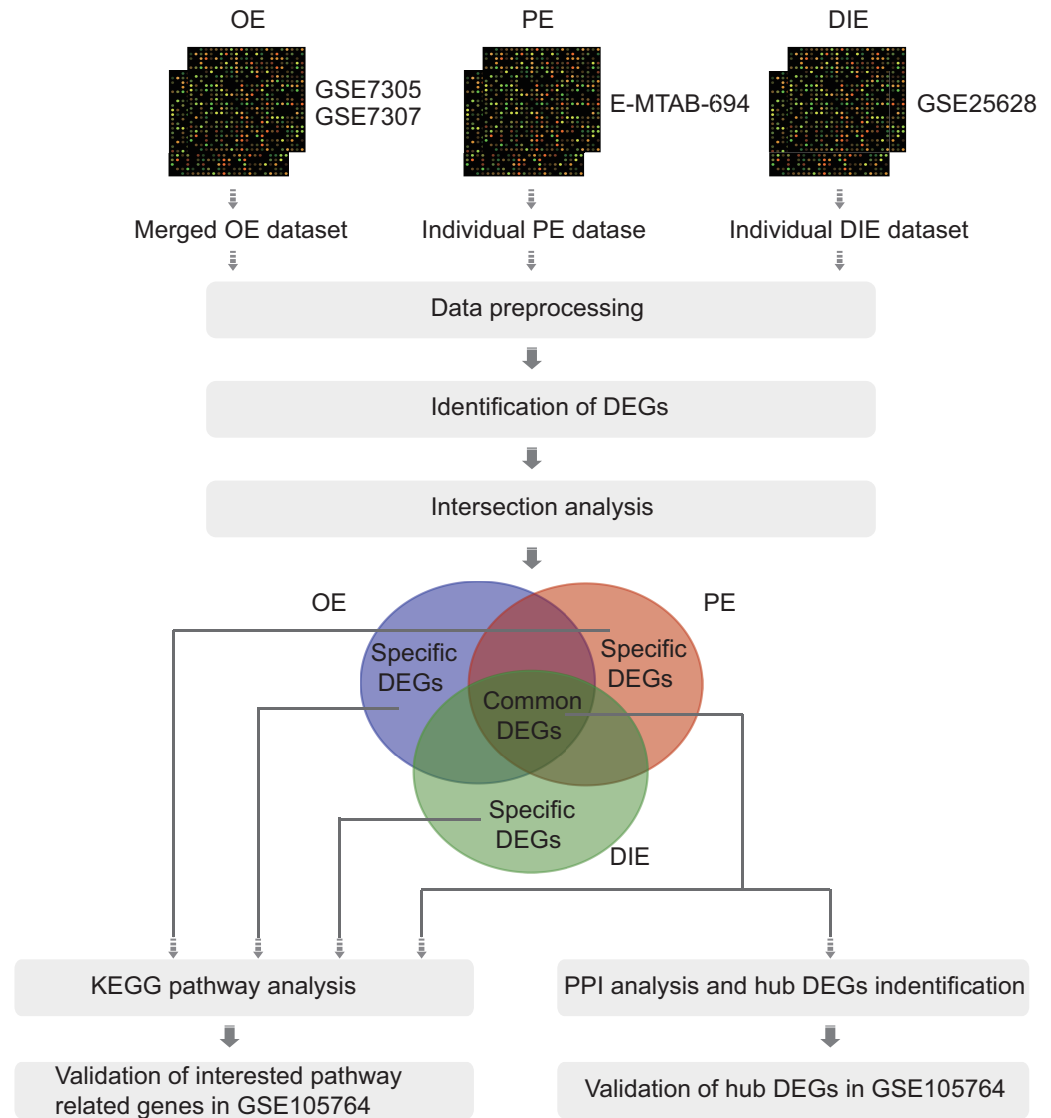 OE
PE
DIE
GSE7305
GSE7307
E-MTAB-694
GSE25628
Merged OE dataset
Individual PE datase
Individual DIE dataset
Data preprocessing
Identification of DEGs
Intersection analysis
OE
PE
Specific
DEGs
Specific
DEGs
Common
DEGs
Specific
DEGs
DIE
KEGG pathway analysis
PPI analysis and hub DEGs indentification
Validation of interested pathway
related genes in GSE105764
Validation of hub DEGs in GSE105764